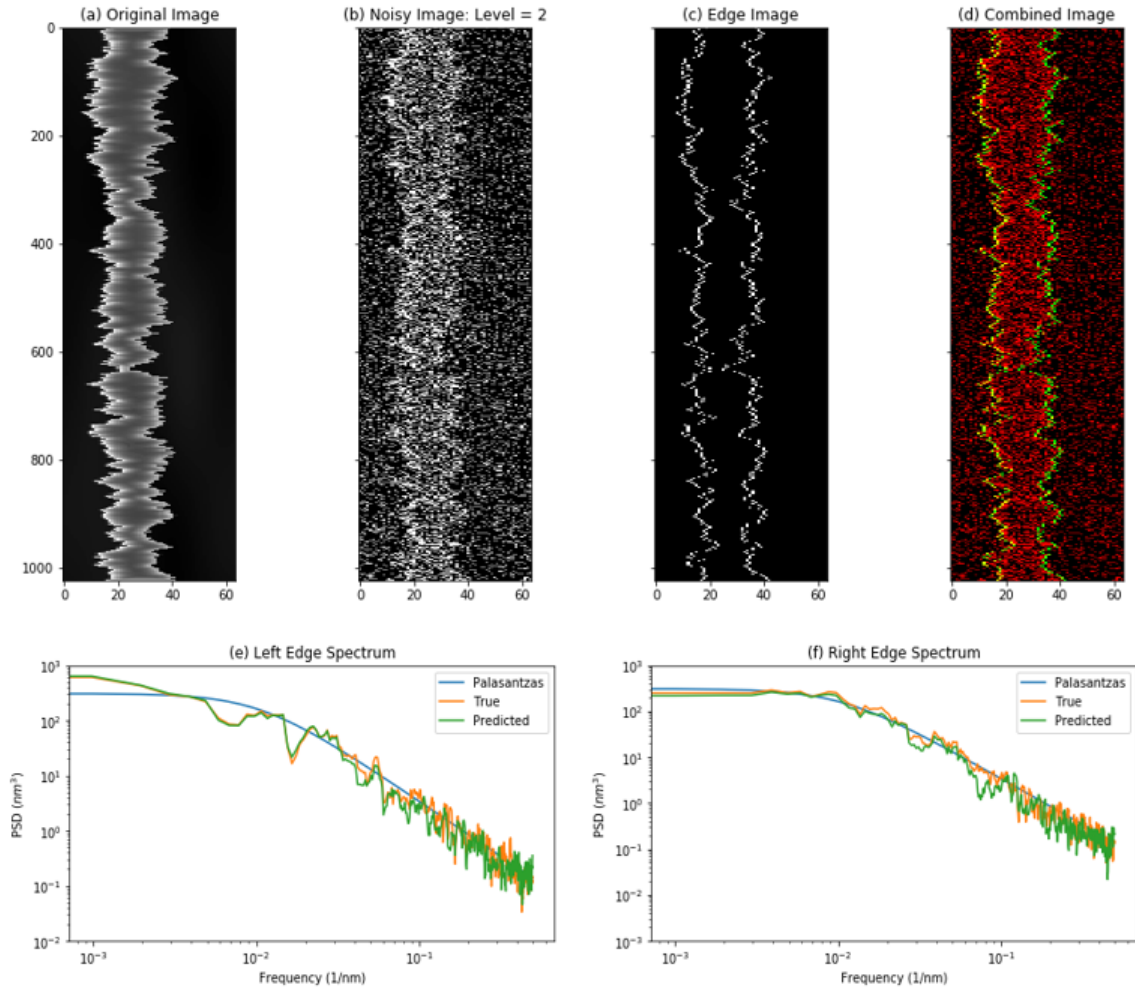 (a) Original Image
(b) Noisy Image: Level = 2
(c) Edge Image
(d) Combined Image
0
200
400
600
800
1000
0 20 40 60
0 20 40 60
0 20 40 60
0 20 40 60
(e) Left Edge Spectrum
PSD (nm³)
10³
10²
10¹
10⁰
10⁻¹
10⁻²
Palasantzas
True
Predicted
10⁻³ 10⁻² 10⁻¹
Frequency (1/nm)
(f) Right Edge Spectrum
PSD (nm³)
10³
10²
10¹
10⁰
10⁻¹
10⁻²
10⁻³
Palasantzas
True
Predicted
10⁻³ 10⁻² 10⁻¹
Frequency (1/nm)